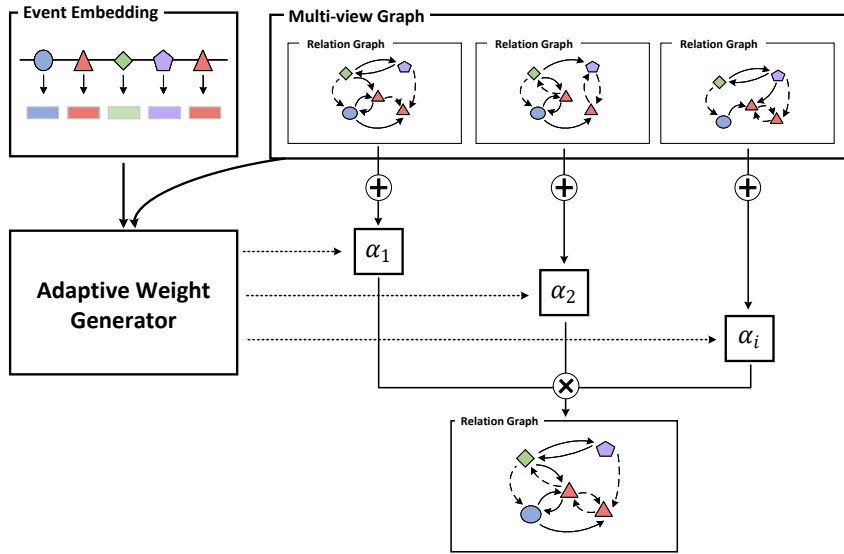 Event Embedding
Multi-view Graph
Relation Graph
Relation Graph
Relation Graph
Adaptive Weight
Generator
α1
α2
αi
Relation Graph